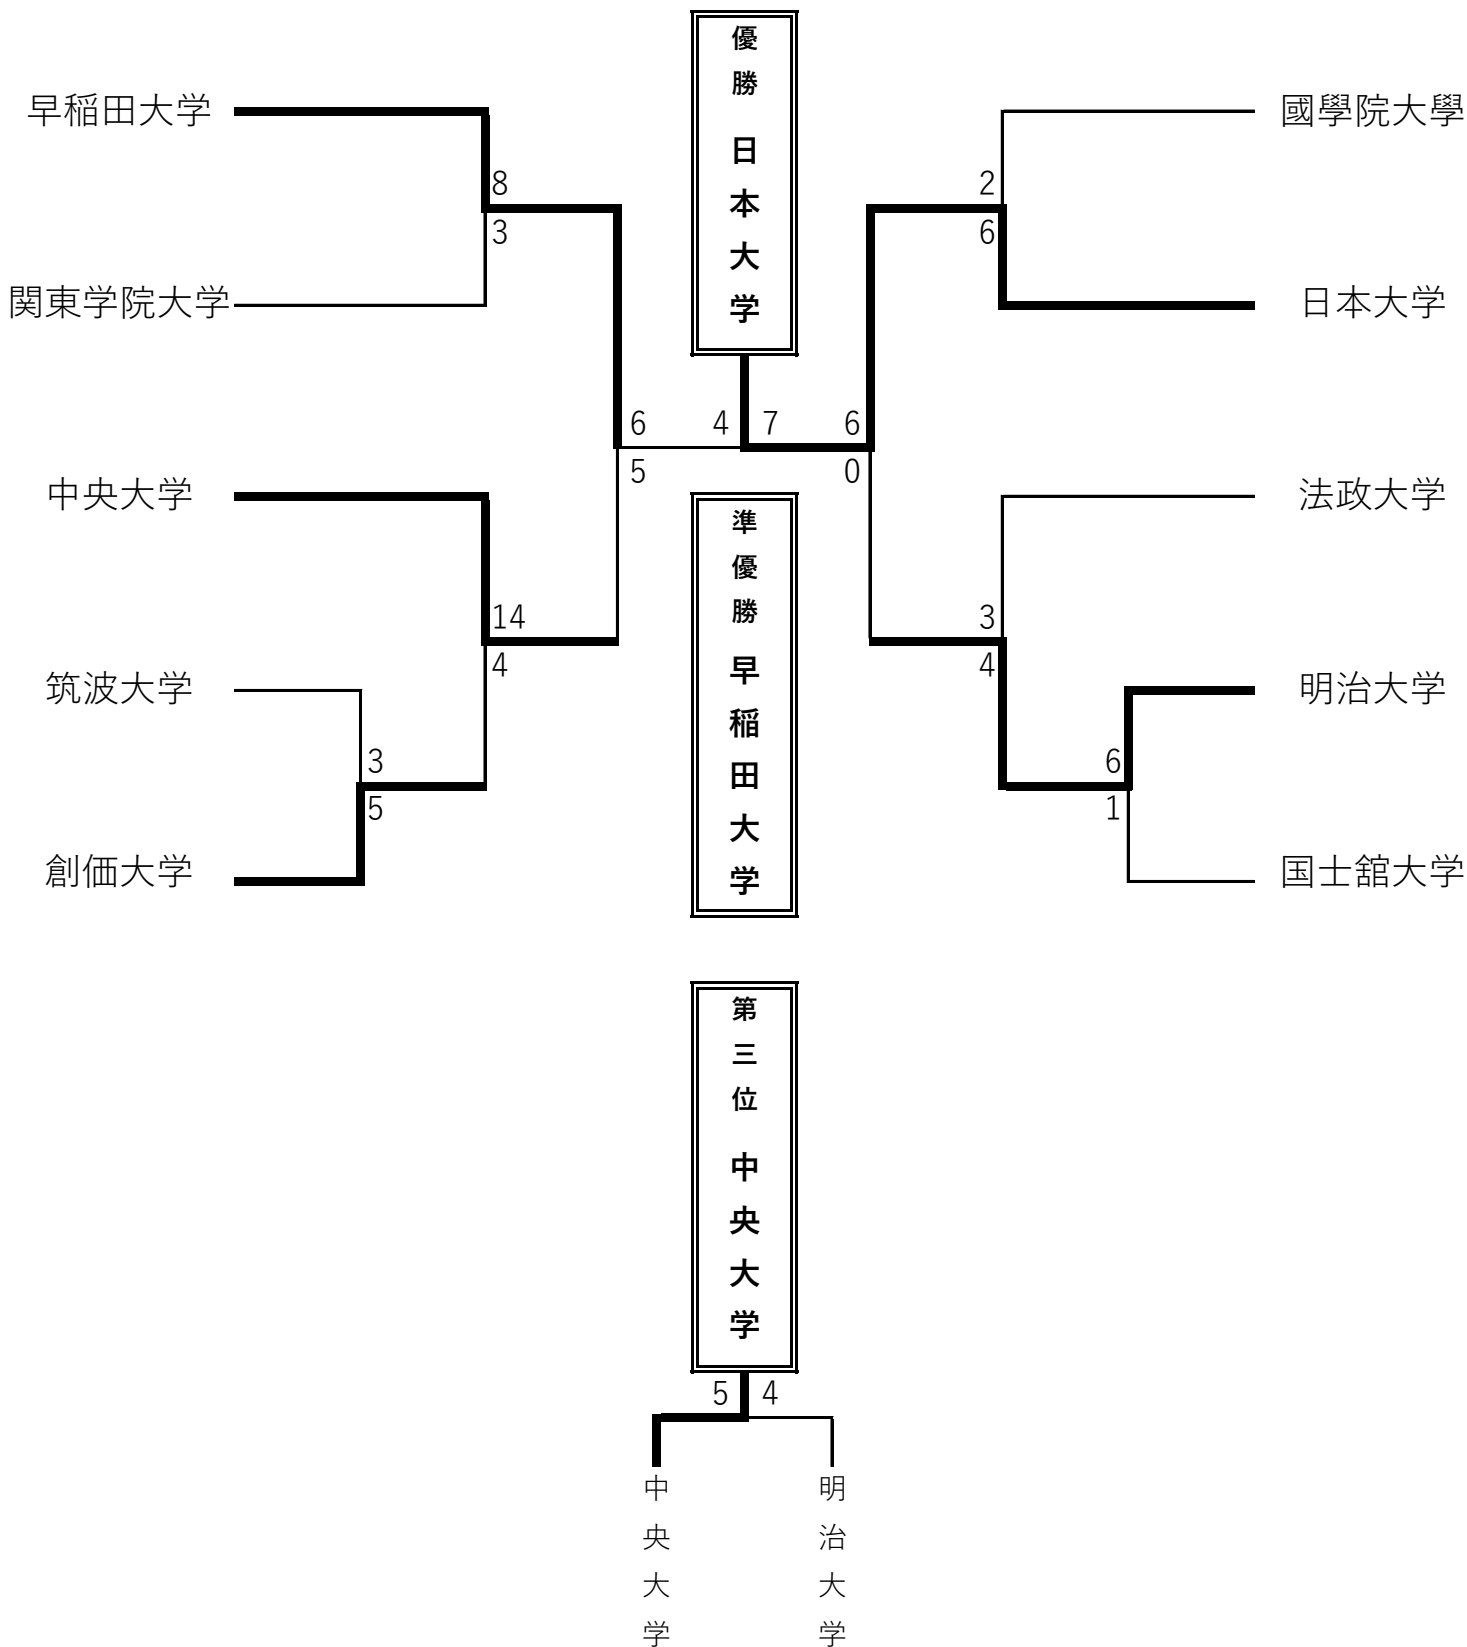 優勝 日本大学
早稲田大学
國學院大學
8
2
3
6
関東学院大学
日本大学
6
4
7
6
5
0
中央大学
法政大学
準優勝 早稲田大学
14
3
4
4
筑波大学
明治大学
3
6
5
1
創価大学
国士舘大学
第三位 中央大学
5
4
中央大学
明治大学